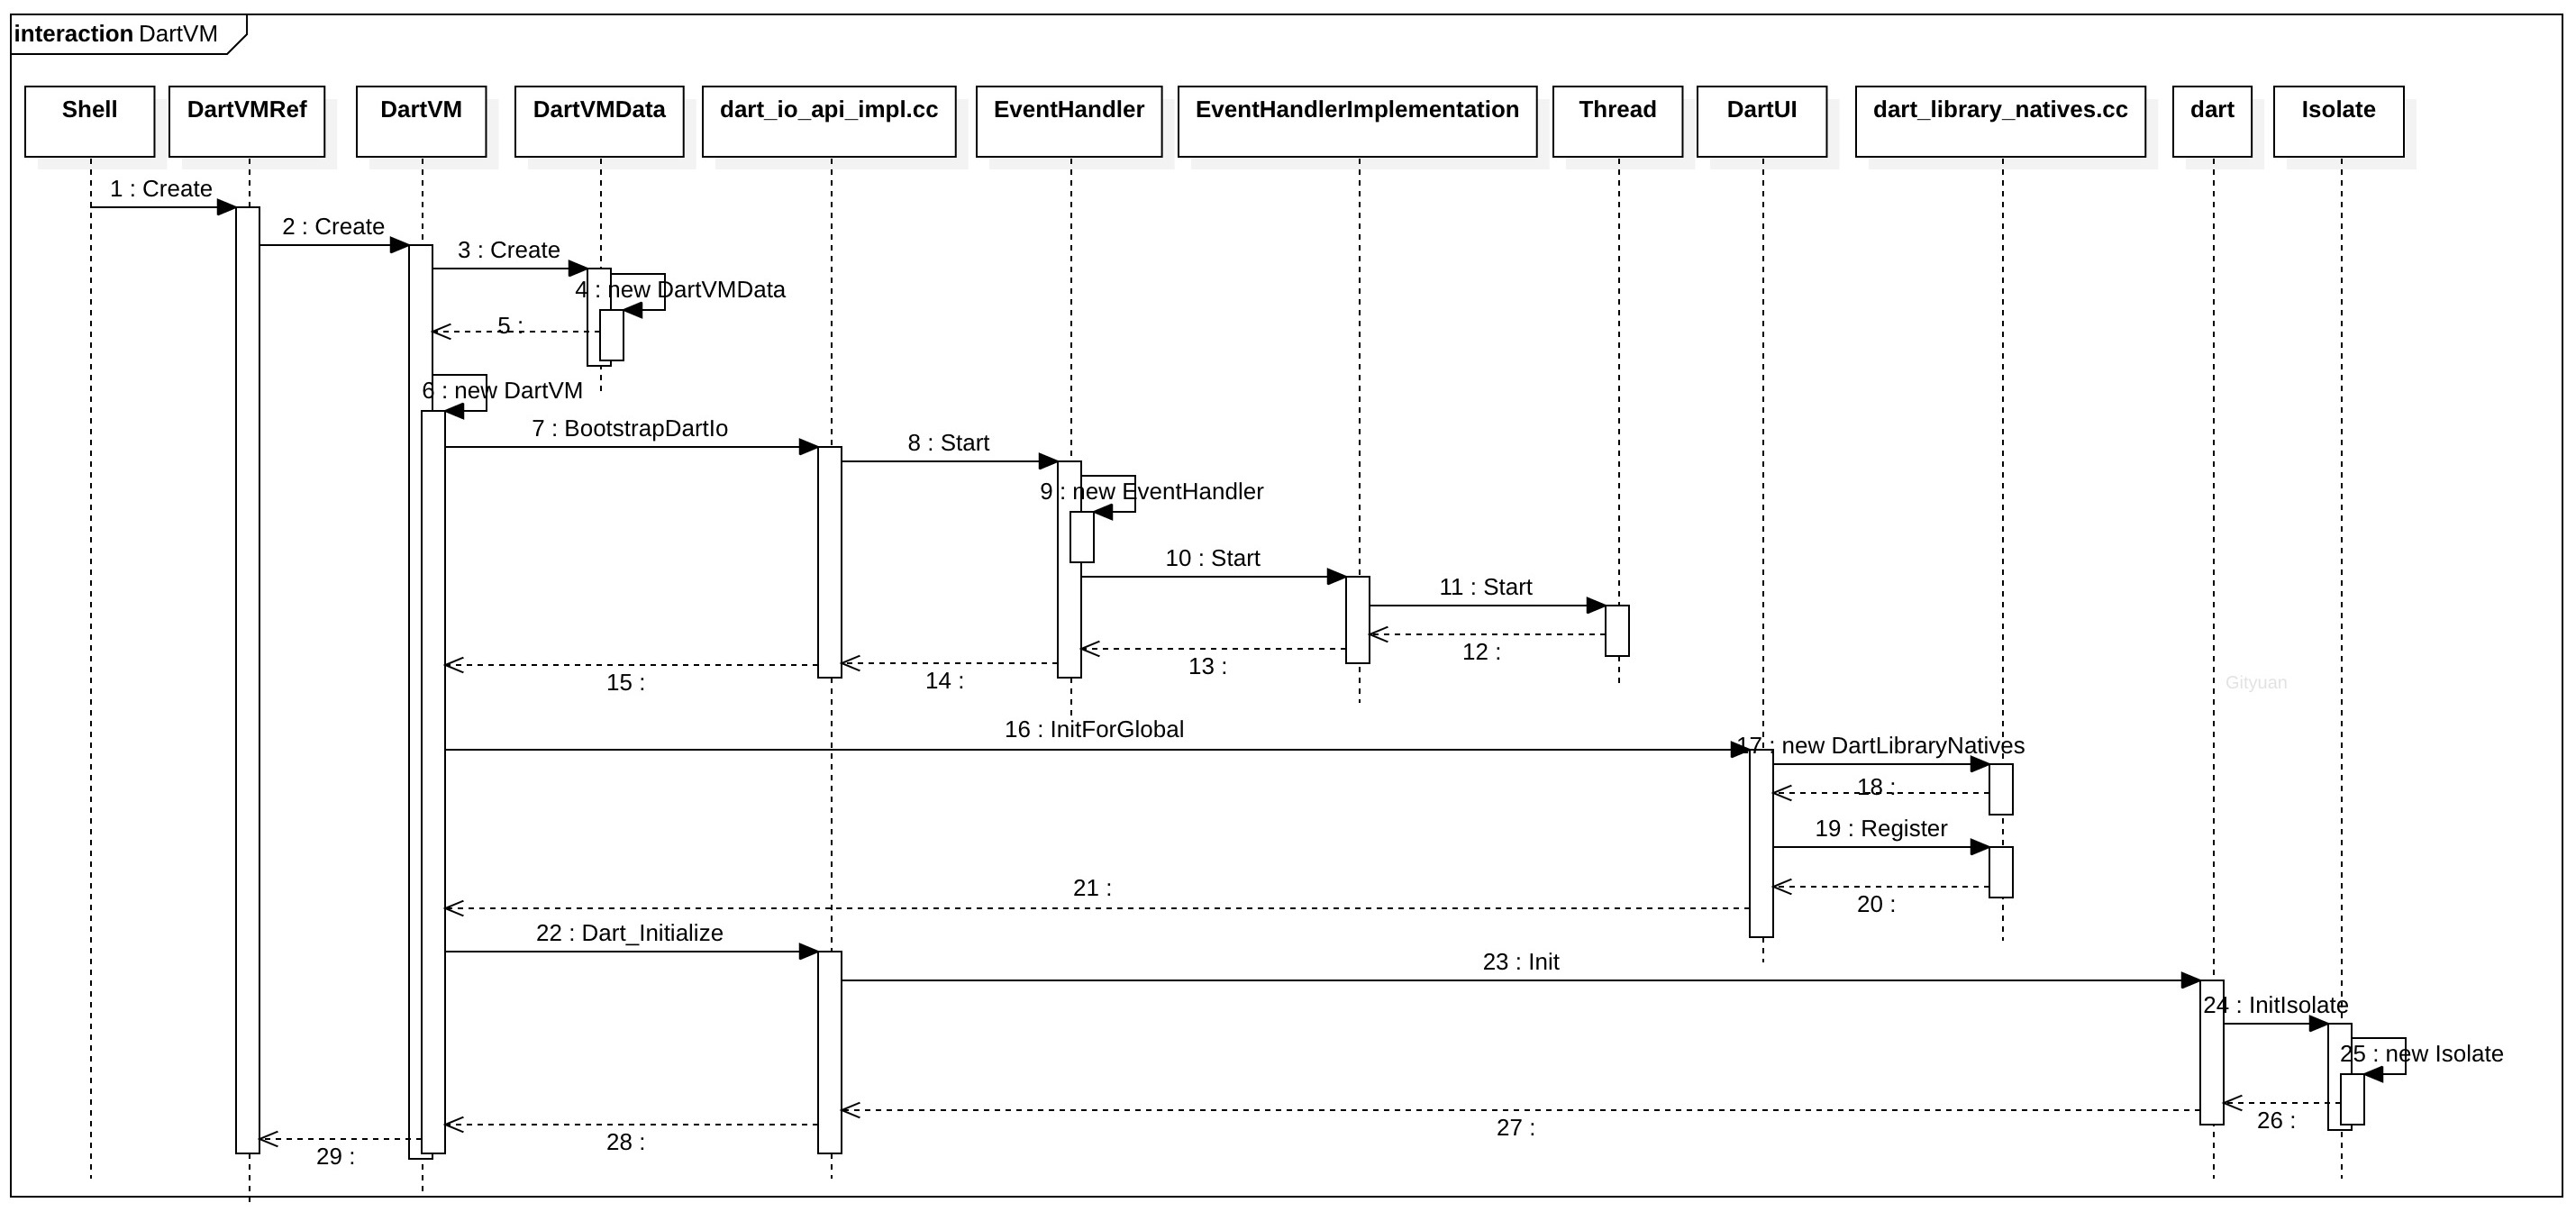 interaction DartVM
Shell
DartVMRef
DartVM
DartVMData
dart_io_api_impl.cc
EventHandler
EventHandlerImplementation
Thread
DartUI
dart_library_natives.cc
dart
Isolate
1 : Create
2 : Create
3 : Create
4 : new DartVMData
5 :
6 : new DartVM
7 : BootstrapDartIo
8 : Start
9 : new EventHandler
10 : Start
11 : Start
12 :
13 :
14 :
15 :
Gityuan
16 : InitForGlobal
17 : new DartLibraryNatives
18 :
19 : Register
20 :
21 :
22 : Dart_Initialize
23 : Init
24 : InitIsolate
25 : new Isolate
26 :
27 :
28 :
29 :